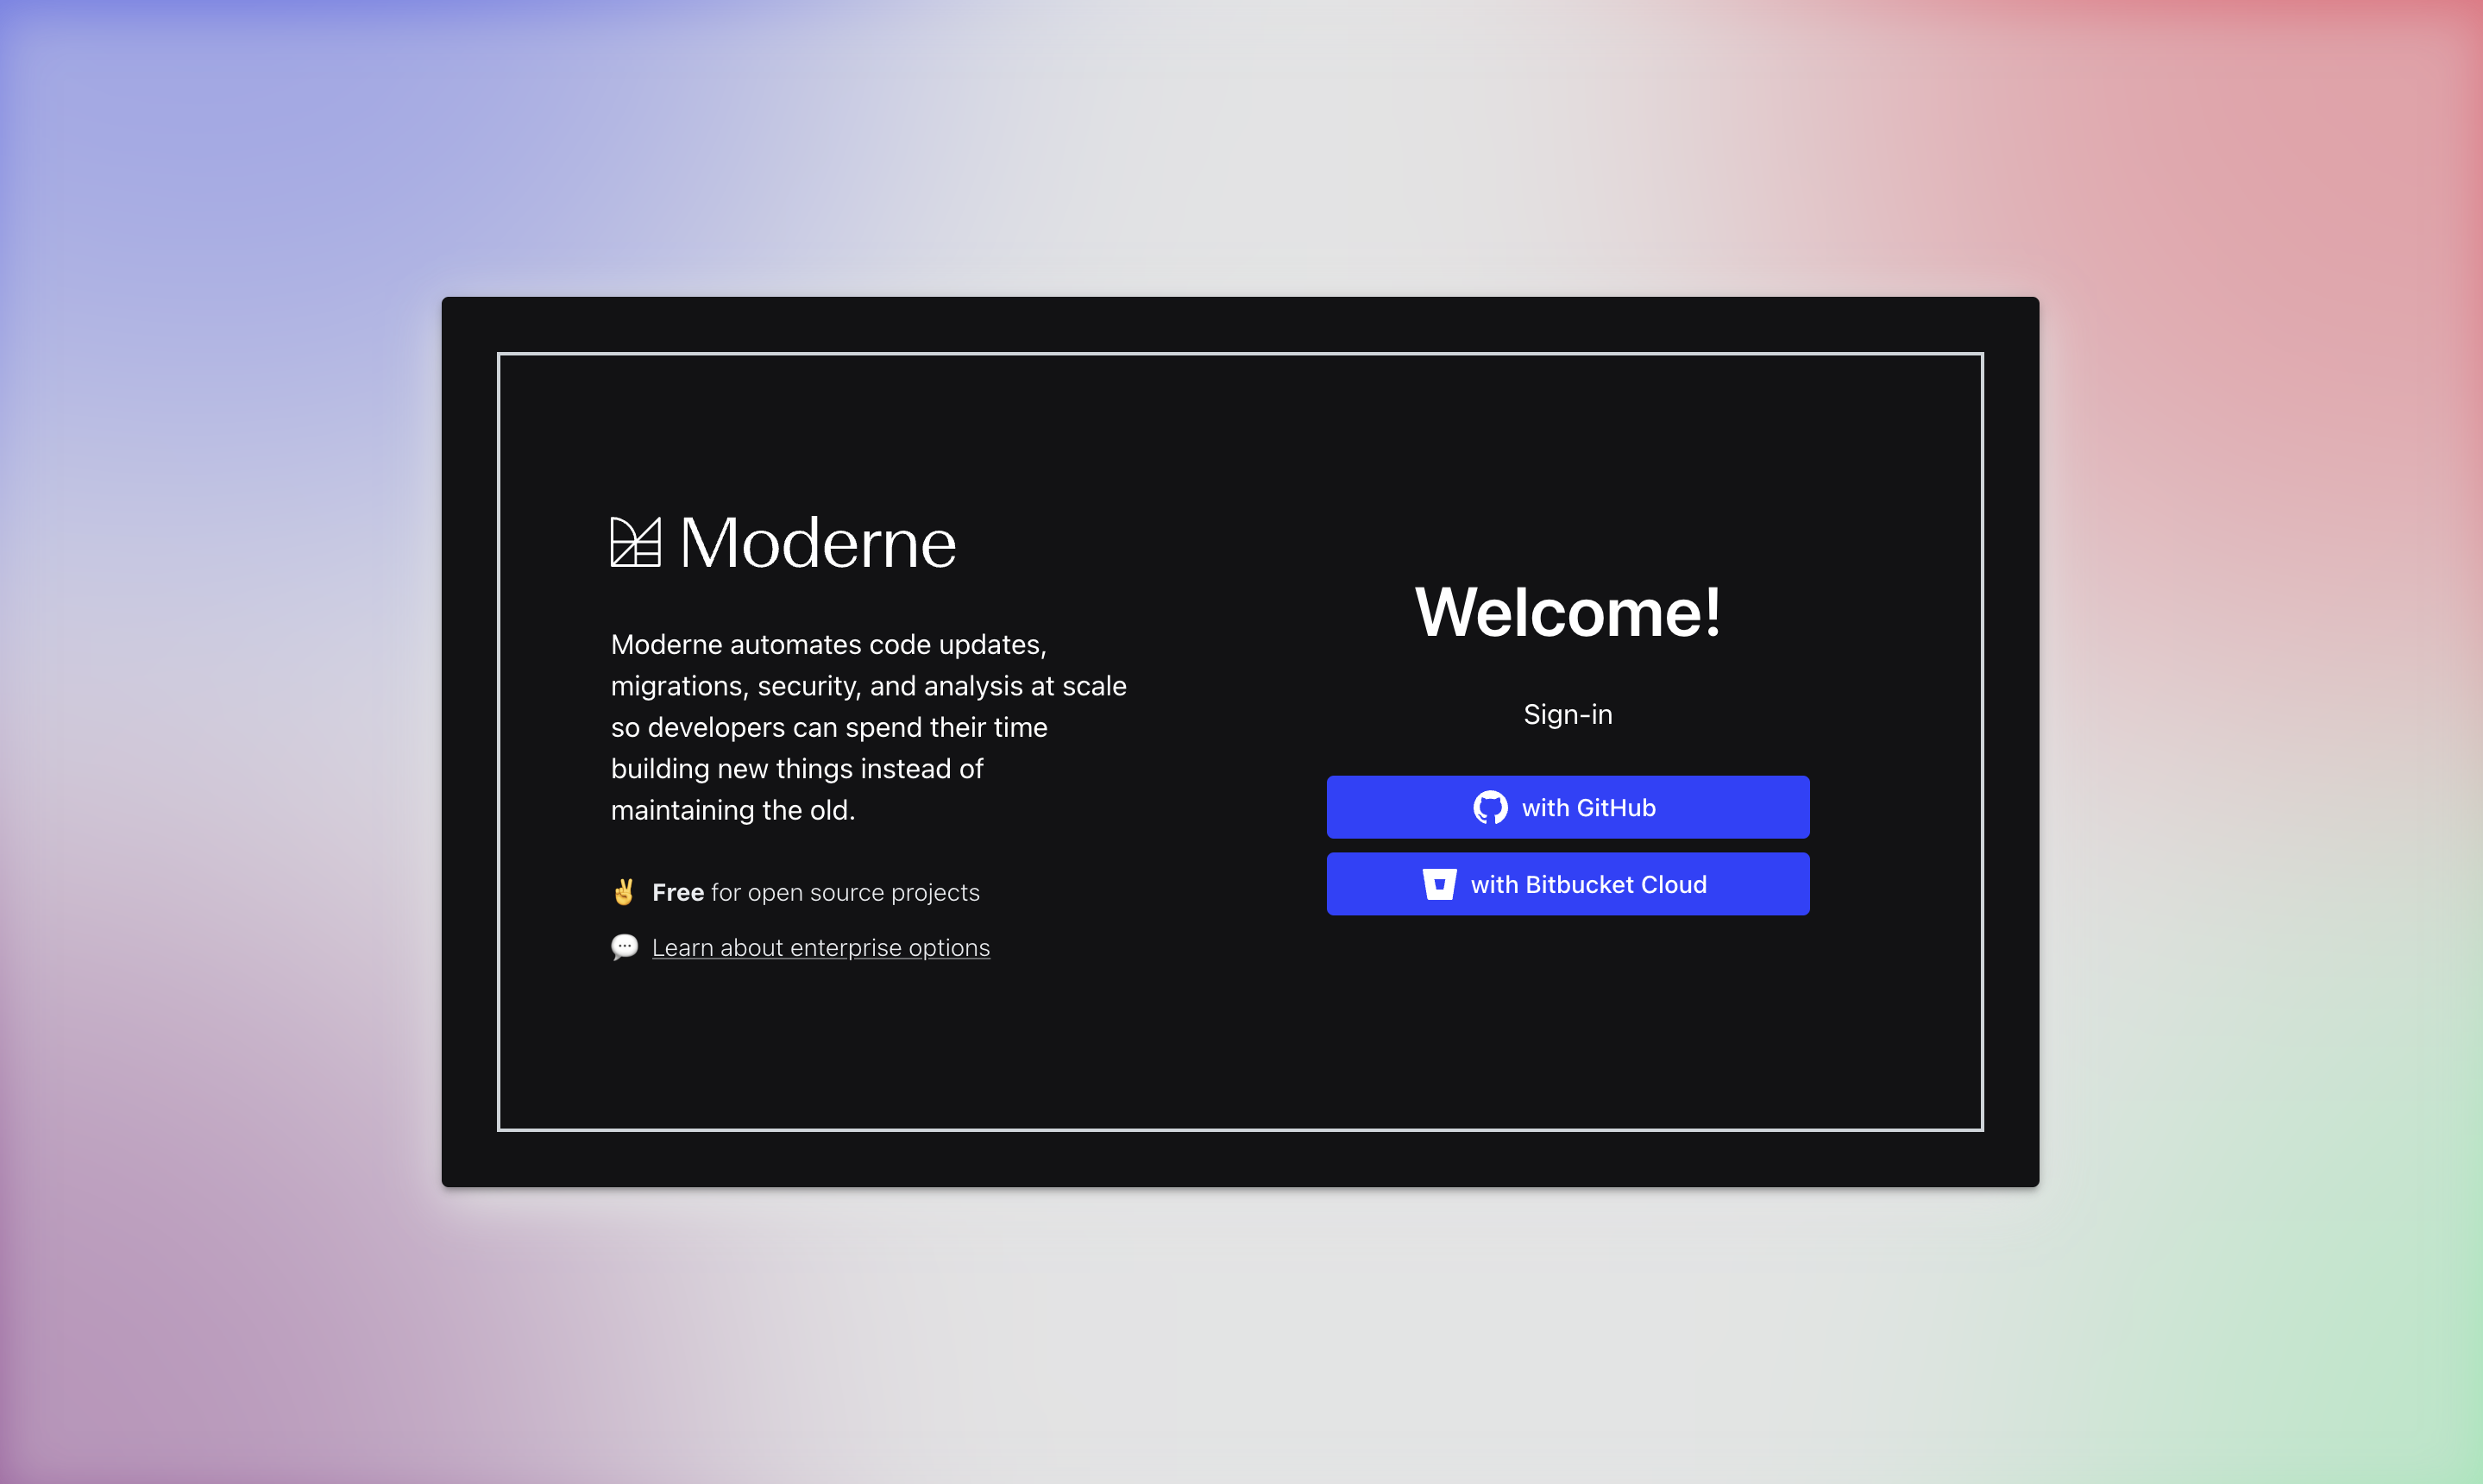 Moderne
Moderne automates code updates,
migrations, security, and analysis at scale
so developers can spend their time
building new things instead of
maintaining the old.
✌️ Free for open source projects
💬 Learn about enterprise options
Welcome!
Sign-in
with GitHub
with Bitbucket Cloud